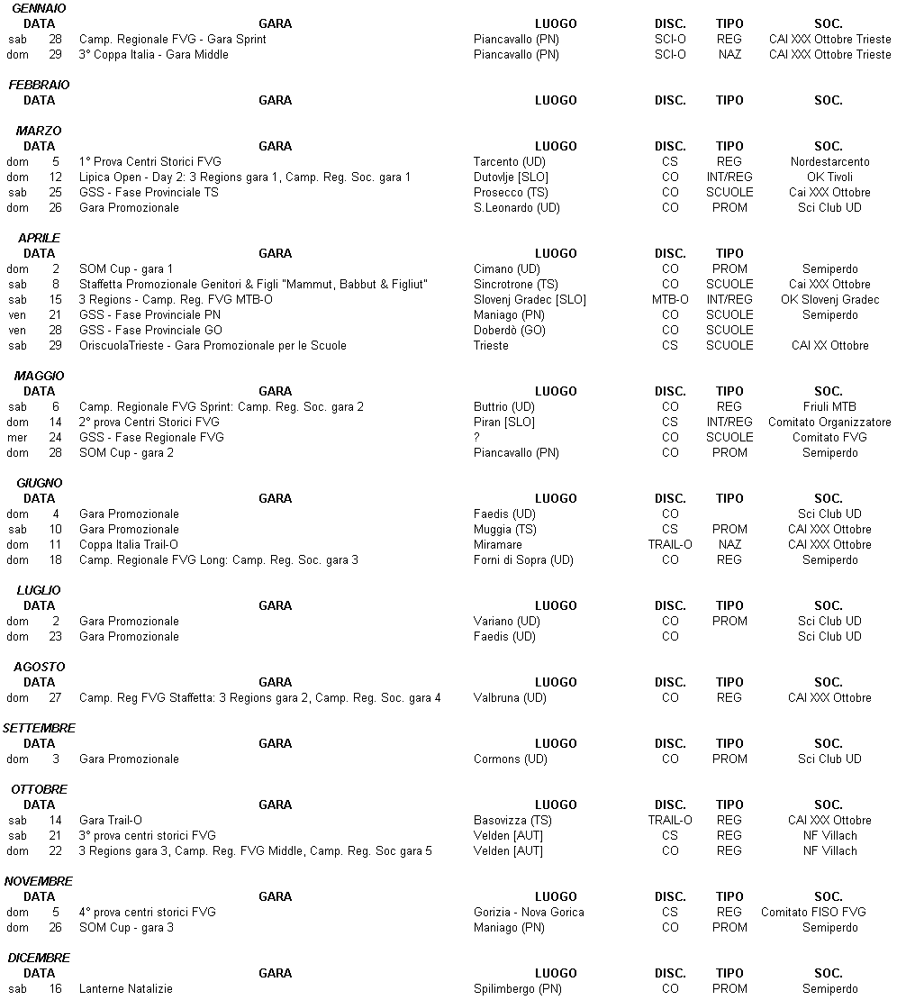 GENNAIO
DATA GARA LUOGO DISC. TIPO SOC.
sab 28 Camp. Regionale FVG - Gara Sprint Piancavallo (PN) SCI-O REG CAI XXX Ottobre Trieste
dom 29 3° Coppa Italia - Gara Middle Piancavallo (PN) SCI-O NAZ CAI XXX Ottobre Trieste
FEBBRAIO
DATA GARA LUOGO DISC. TIPO SOC.
MARZO
DATA GARA LUOGO DISC. TIPO SOC.
dom 5 1° Prova Centri Storici FVG Tarcento (UD) CS REG Nordestarcento
dom 12 Lipica Open - Day 2: 3 Regions gara 1, Camp. Reg. Soc. gara 1 Dutovlje [SLO] CO INT/REG OK Tivoli
sab 25 GSS - Fase Provinciale TS Prosecco (TS) CO SCUOLE Cai XXX Ottobre
dom 26 Gara Promozionale S.Leonardo (UD) CO PROM Sci Club UD
APRILE
DATA GARA LUOGO DISC. TIPO
dom 2 SOM Cup - gara 1 Cimano (UD) CO PROM Semiperdo
sab 8 Staffetta Promozionale Genitori & Figli "Mammut, Babbut & Figliut" Sincrotrone (TS) CO SCUOLE Cai XXX Ottobre
sab 15 3 Regions - Camp. Reg. FVG MTB-O Slovenj Gradec [SLO] MTB-O INT/REG OK Slovenj Gradec
ven 21 GSS - Fase Provinciale PN Maniago (PN) CO SCUOLE Semiperdo
ven 28 GSS - Fase Provinciale GO Doberdò (GO) CO SCUOLE
sab 29 OriscuolaTrieste - Gara Promozionale per le Scuole Trieste CS SCUOLE CAI XX Ottobre
MAGGIO
DATA GARA LUOGO DISC. TIPO SOC.
sab 6 Camp. Regionale FVG Sprint: Camp. Reg. Soc. gara 2 Buttrio (UD) CO REG Friuli MTB
dom 14 2° prova Centri Storici FVG Piran [SLO] CS INT/REG Comitato Organizzatore
mer 24 GSS - Fase Regionale FVG ? CO SCUOLE Comitato FVG
dom 28 SOM Cup - gara 2 Piancavallo (PN) CO PROM Semiperdo
GIUGNO
DATA GARA LUOGO DISC. TIPO SOC.
dom 4 Gara Promozionale Faedis (UD) CO Sci Club UD
sab 10 Gara Promozionale Muggia (TS) CS PROM CAI XXX Ottobre
dom 11 Coppa Italia Trail-O Miramare TRAIL-O NAZ CAI XXX Ottobre
dom 18 Camp. Regionale FVG Long: Camp. Reg. Soc. gara 3 Forni di Sopra (UD) CO REG Semiperdo
LUGLIO
DATA GARA LUOGO DISC. TIPO SOC.
dom 2 Gara Promozionale Variano (UD) CO PROM Sci Club UD
dom 23 Gara Promozionale Faedis (UD) CO Sci Club UD
AGOSTO
DATA GARA LUOGO DISC. TIPO SOC.
dom 27 Camp. Reg FVG Staffetta: 3 Regions gara 2, Camp. Reg. Soc. gara 4 Valbruna (UD) CO REG CAI XXX Ottobre
SETTEMBRE
DATA GARA LUOGO DISC. TIPO SOC.
dom 3 Gara Promozionale Cormons (UD) CO PROM Sci Club UD
OTTOBRE
DATA GARA LUOGO DISC. TIPO SOC.
sab 14 Gara Trail-O Basovizza (TS) TRAIL-O REG CAI XXX Ottobre
sab 21 3° prova centri storici FVG Velden [AUT] CS REG NF Villach
dom 22 3 Regions gara 3, Camp. Reg. FVG Middle, Camp. Reg. Soc gara 5 Velden [AUT] CO REG NF Villach
NOVEMBRE
DATA GARA LUOGO DISC. TIPO SOC.
dom 5 4° prova centri storici FVG Gorizia - Nova Gorica CS REG Comitato FISO FVG
dom 26 SOM Cup - gara 3 Maniago (PN) CO PROM Semiperdo
DICEMBRE
DATA GARA LUOGO DISC. TIPO SOC.
sab 16 Lanterne Natalizie Spilimbergo (PN) CO PROM Semiperdo